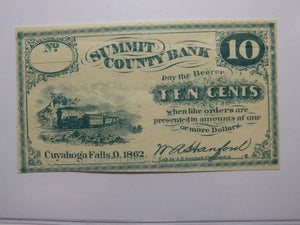 No
SUMMIT
COUNTY BANK
10
Pay the Bearer,
TEN CENTS
when like orders are
presented in amounts of one
or more Dollars.
Cuyahoga Falls, O. 1862.
W A Hanford